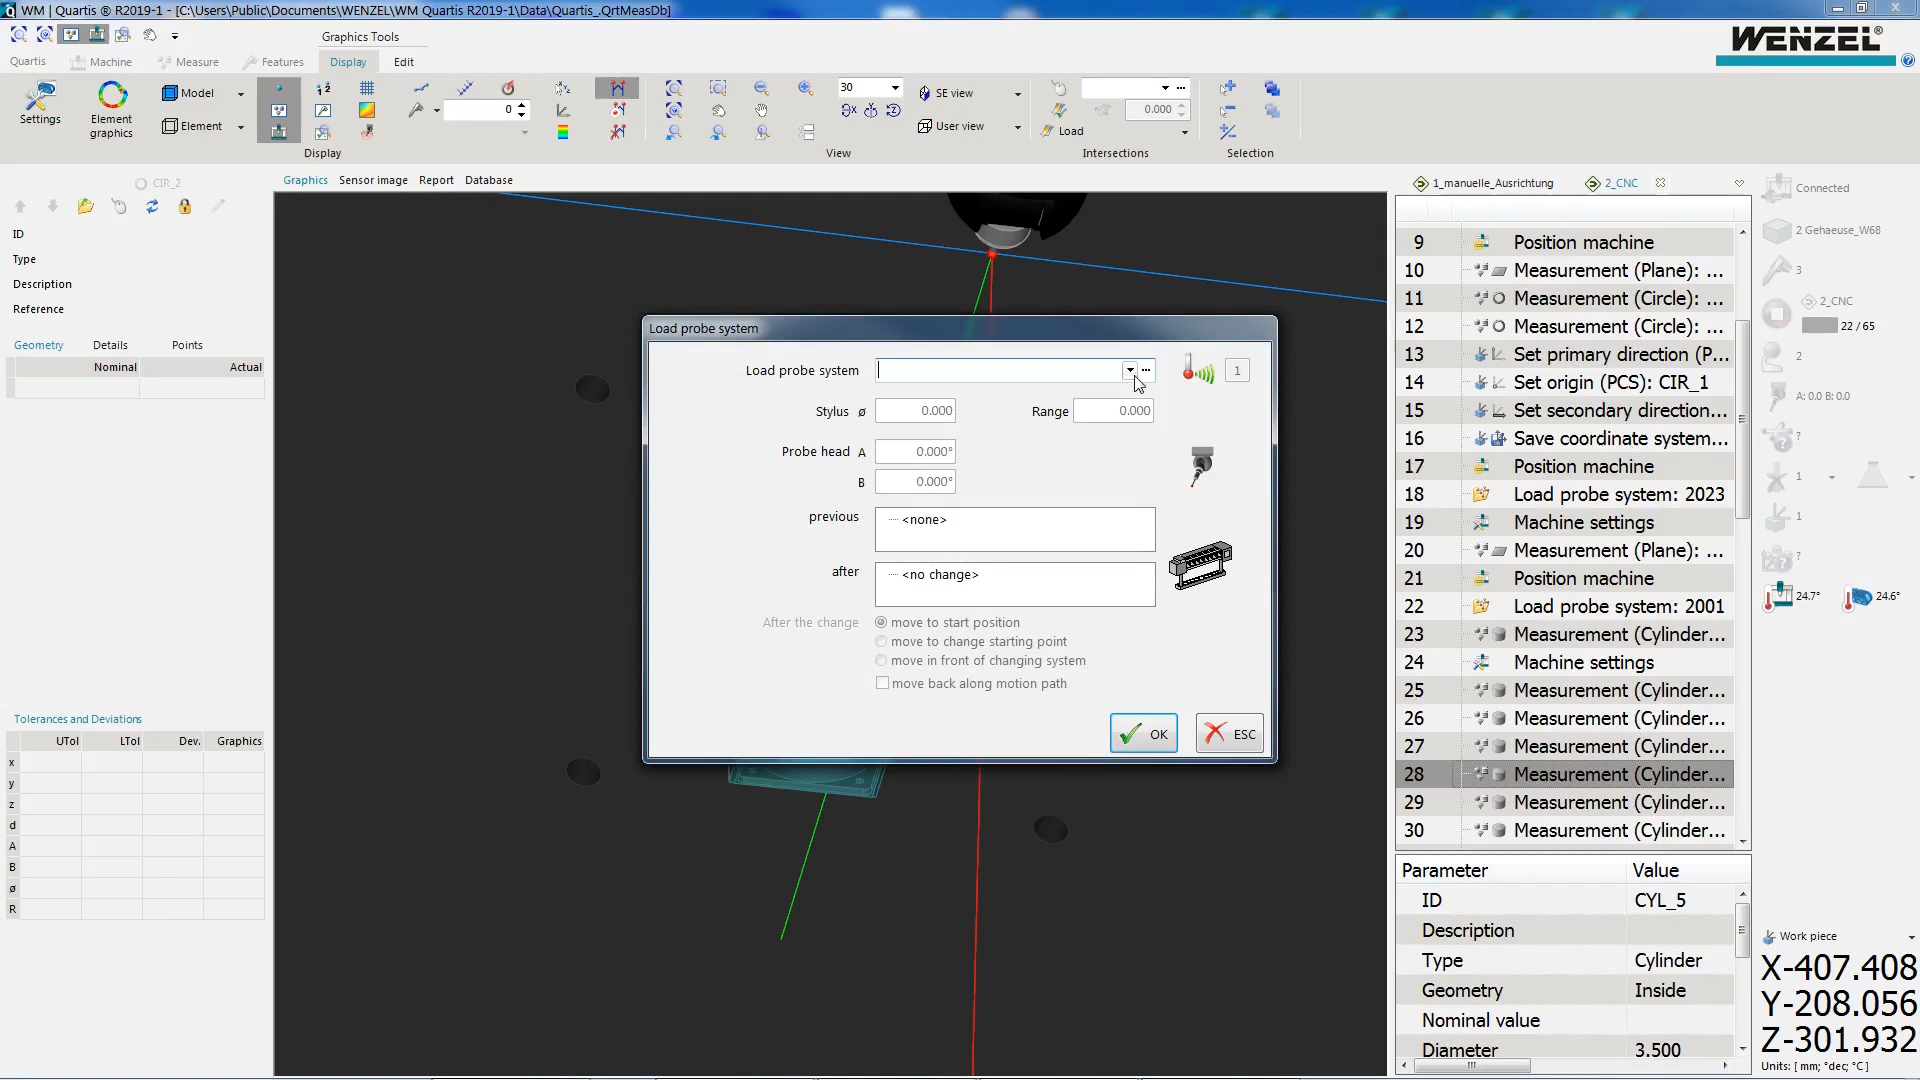 WM | Quartis ® R2019-1 - [C:\Users\Public\Documents\WENZEL\WM Quartis R2019-1\Data\Quartis_.QrtMeasDb]
Graphics Tools
WENZEL®
Quartis Machine Measure Features Display Edit
Settings
Element graphics
Model
Element
0
30
SE view
User view
0.000
Load
Display View Intersections Selection
CIR_2
ID
Type
Description
Reference
Geometry Details Points
Nominal Actual
Tolerances and Deviations
UTol LTol Dev. Graphics
x
y
z
d
A
B
ø
R
Graphics Sensor image Report Database
Load probe system
Load probe system
1
Stylus ø 0.000 Range 0.000
Probe head A 0.000°
B 0.000°
previous <none>
after <no change>
After the change move to start position
move to change starting point
move in front of changing system
move back along motion path
OK ESC
1_manuelle_Ausrichtung 2_CNC
9 Position machine
10 Measurement (Plane): ...
11 Measurement (Circle): ...
12 Measurement (Circle): ...
13 Set primary direction (P...
14 Set origin (PCS): CIR_1
15 Set secondary direction...
16 Save coordinate system...
17 Position machine
18 Load probe system: 2023
19 Machine settings
20 Measurement (Plane): ...
21 Position machine
22 Load probe system: 2001
23 Measurement (Cylinder...
24 Machine settings
25 Measurement (Cylinder...
26 Measurement (Cylinder...
27 Measurement (Cylinder...
28 Measurement (Cylinder...
29 Measurement (Cylinder...
30 Measurement (Cylinder...
Parameter Value
ID CYL_5
Description
Type Cylinder
Geometry Inside
Nominal value
Diameter 3.500
Connected
2 Gehaeuse_W68
3
2_CNC
22 / 65
2
A: 0.0 B: 0.0
?
1
1
?
24.7° 24.6°
Work piece
X-407.408
Y-208.056
Z-301.932
Units: [ mm; °dec; °C ]